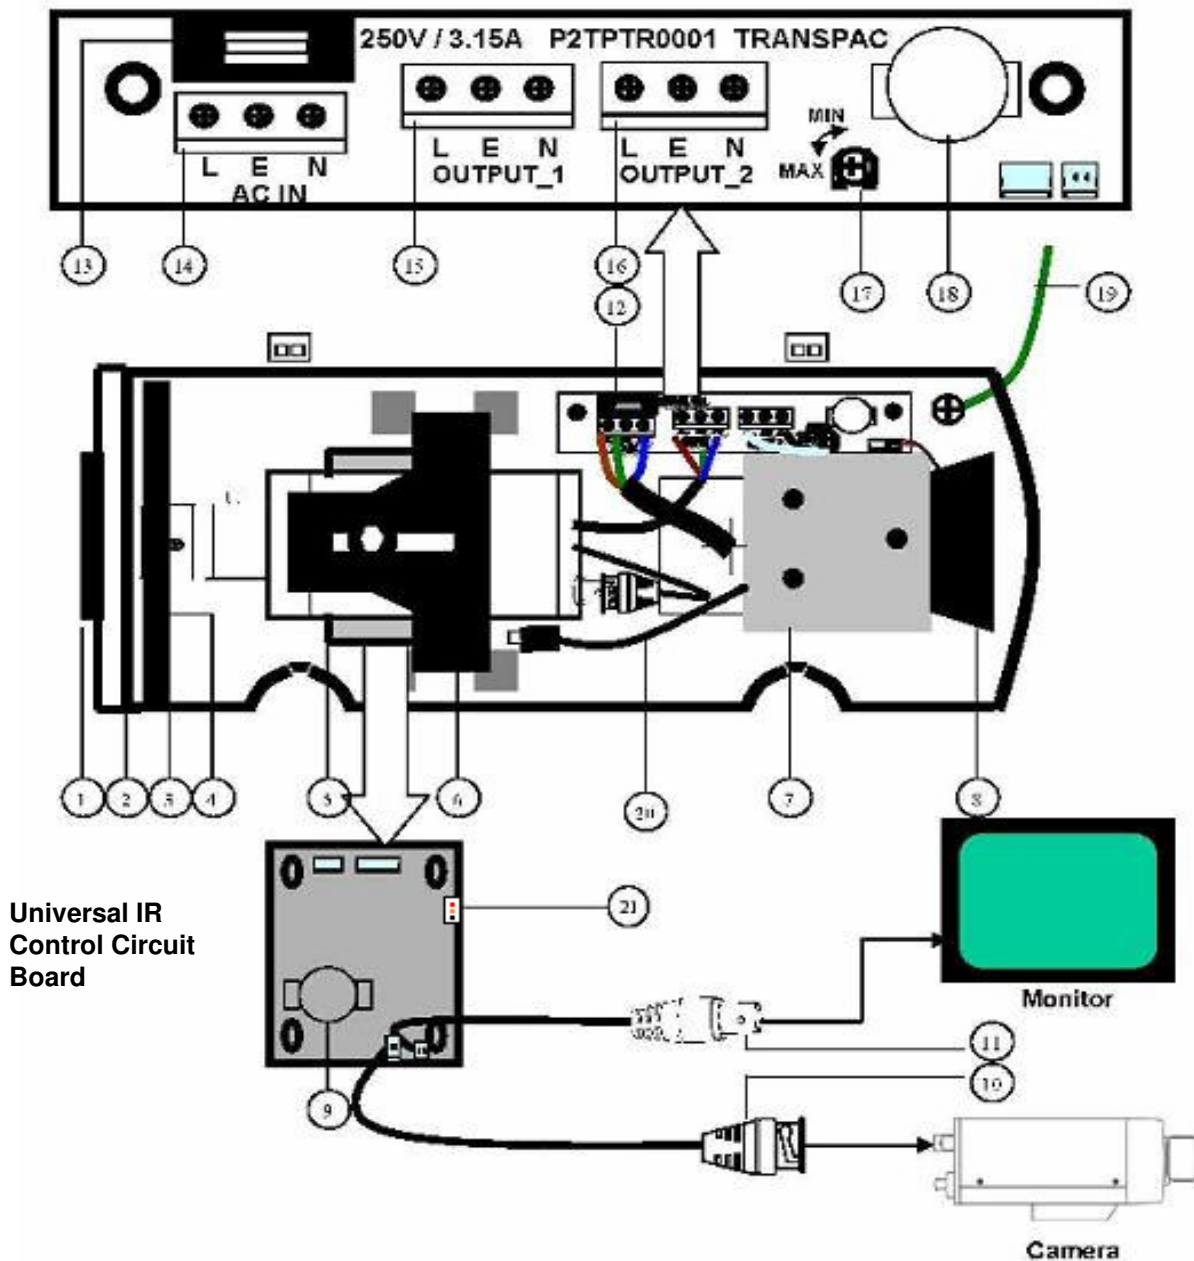 250V / 3.15A P2TPTR0001 TRANSPAC
MIN
MAX
L E N
AC IN
L E N
OUTPUT_1
L E N
OUTPUT_2
13
14
15
16
17
18
19
12
1
2
3
4
5
6
20
7
8
21
Universal IR
Control Circuit
Board
Monitor
11
10
9
Camera